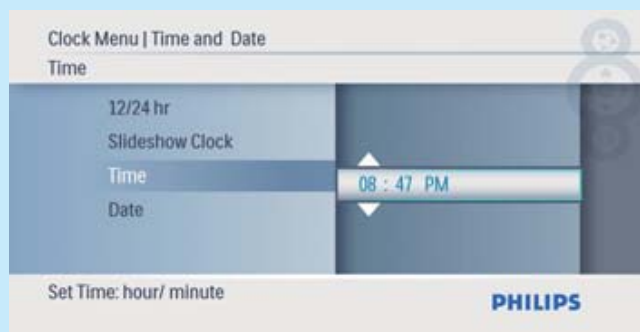 Clock Menu | Time and Date
Time
12/24 hr
Slideshow Clock
Time
08 : 47 PM
Date
Set Time: hour/ minute
PHILIPS